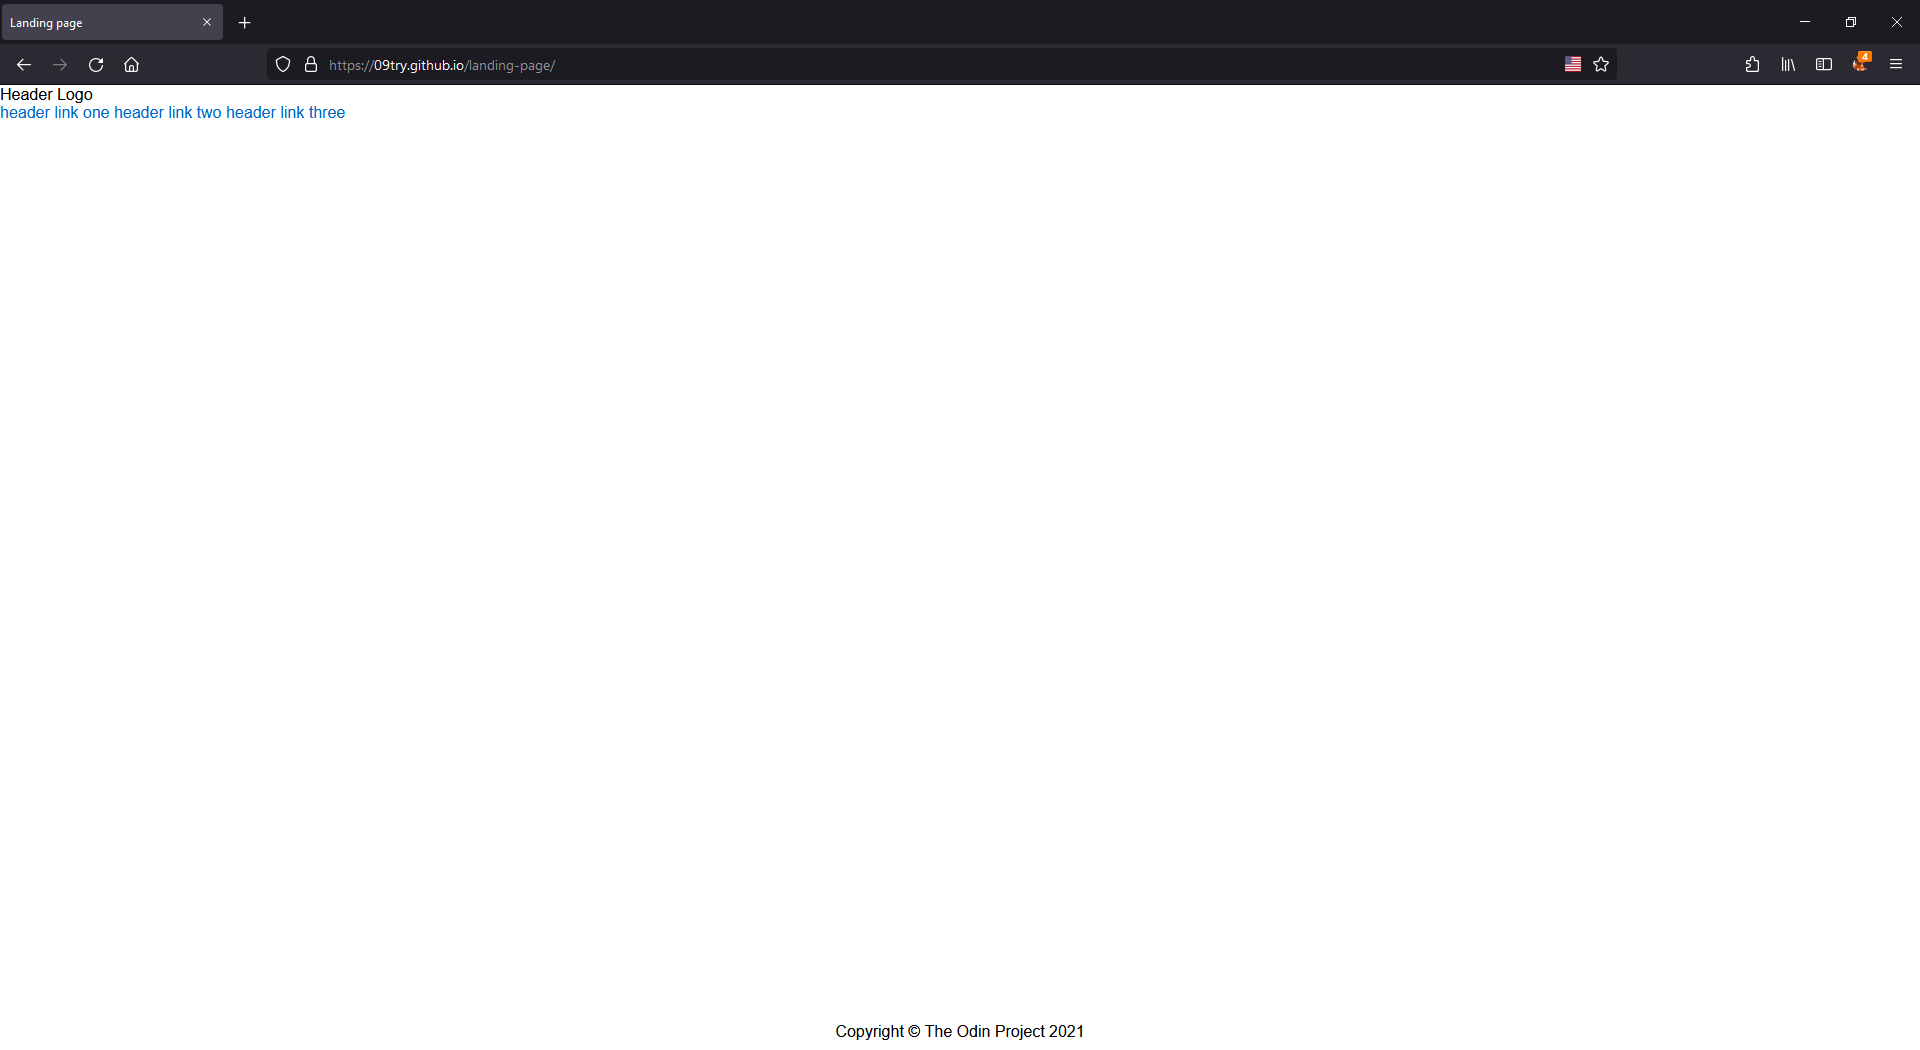 Landing page
https://09try.github.io/landing-page/
4
Header Logo
header link one header link two header link three
Copyright © The Odin Project 2021